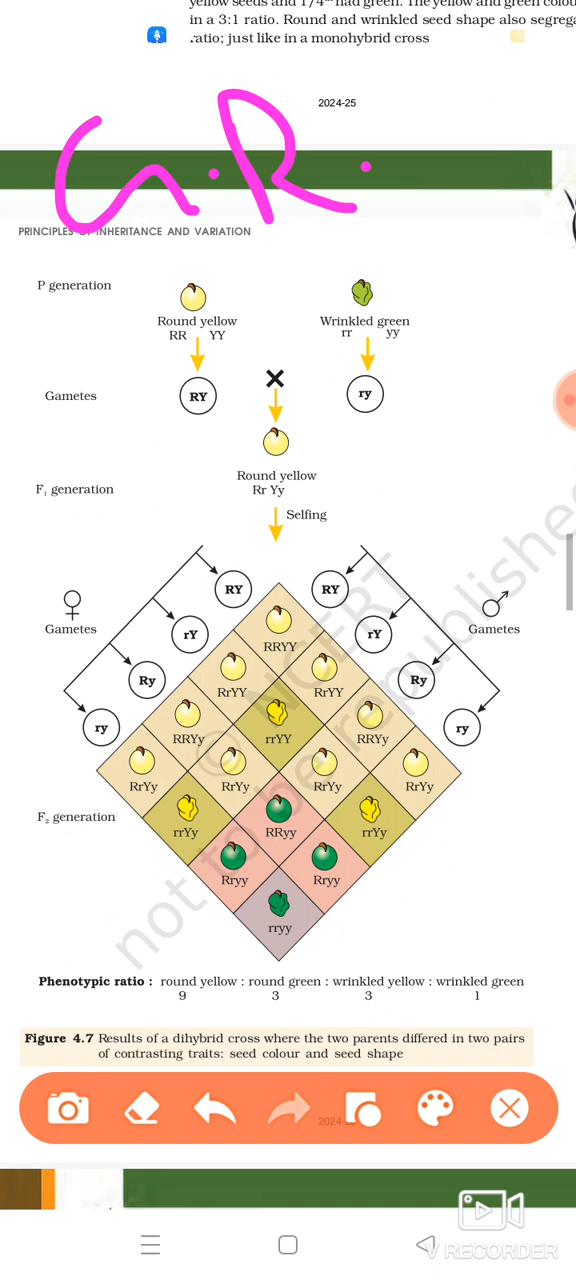 yellow seeds and 1/4th had green. The yellow and green colou
in a 3:1 ratio. Round and wrinkled seed shape also segrega
ratio; just like in a monohybrid cross
2024-25
G.R.
PRINCIPLES OF INHERITANCE AND VARIATION
P generation
Round yellow Wrinkled green
RR YY rr yy
Gametes RY ry
F1 generation
Round yellow
Rr Yy
Selfing
RY RY
Gametes rY rY Gametes
RRYY
Ry Ry
RrYY RrYY
ry ry
RRYy rrYY RRYy
RrYy RrYy RrYy RrYy
F2 generation
rrYy RRyy rrYy
Rryy Rryy
rryy
© NCERT
not to be republished
Phenotypic ratio : round yellow : round green : wrinkled yellow : wrinkled green
9 3 3 1
Figure 4.7 Results of a dihybrid cross where the two parents differed in two pairs
of contrasting traits: seed colour and seed shape
V RECORDER